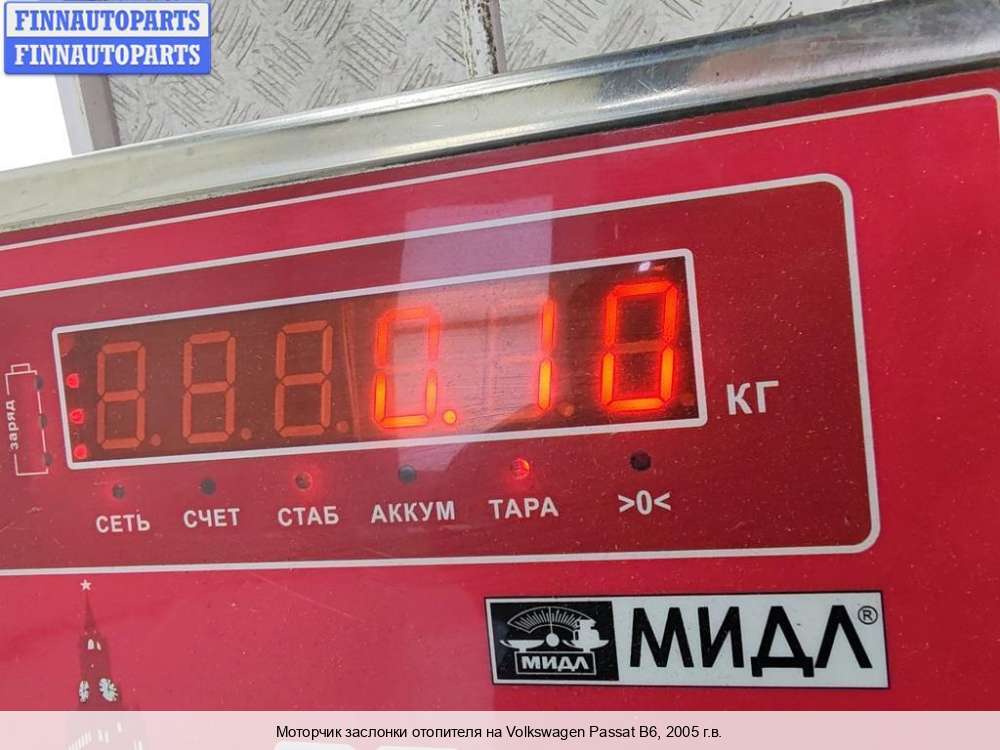 FINNAUTOPARTS
FINNAUTOPARTS
заряд
0.10
КГ
СЕТЬ СЧЕТ СТАБ АККУМ ТАРА >0<
МИДЛ МИДЛ®
Моторчик заслонки отопителя на Volkswagen Passat B6, 2005 г.в.